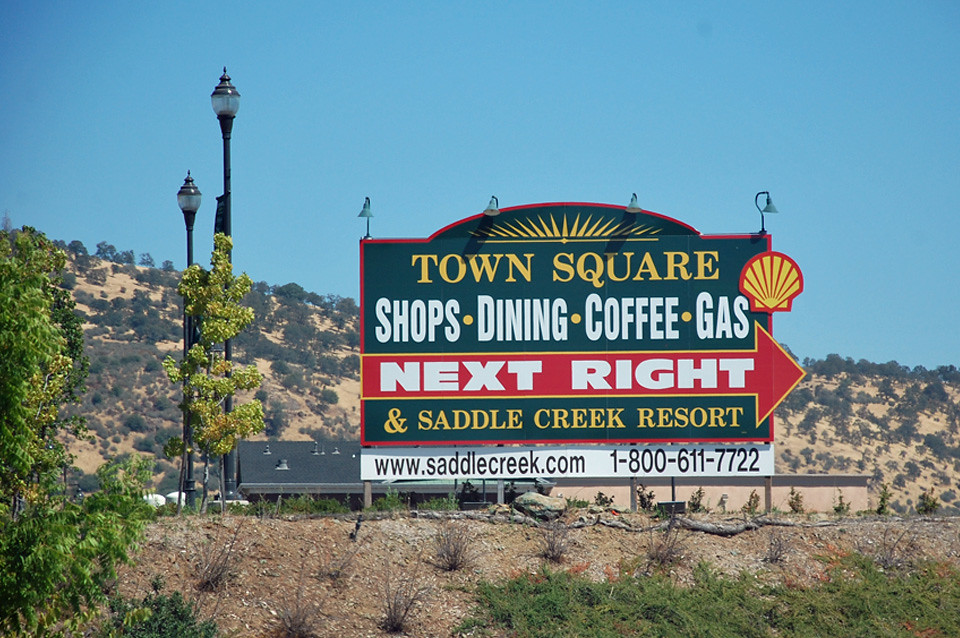 TOWN SQUARE
SHOPS • DINING • COFFEE • GAS
NEXT RIGHT
& SADDLE CREEK RESORT
www.saddlecreek.com 1-800-611-7722